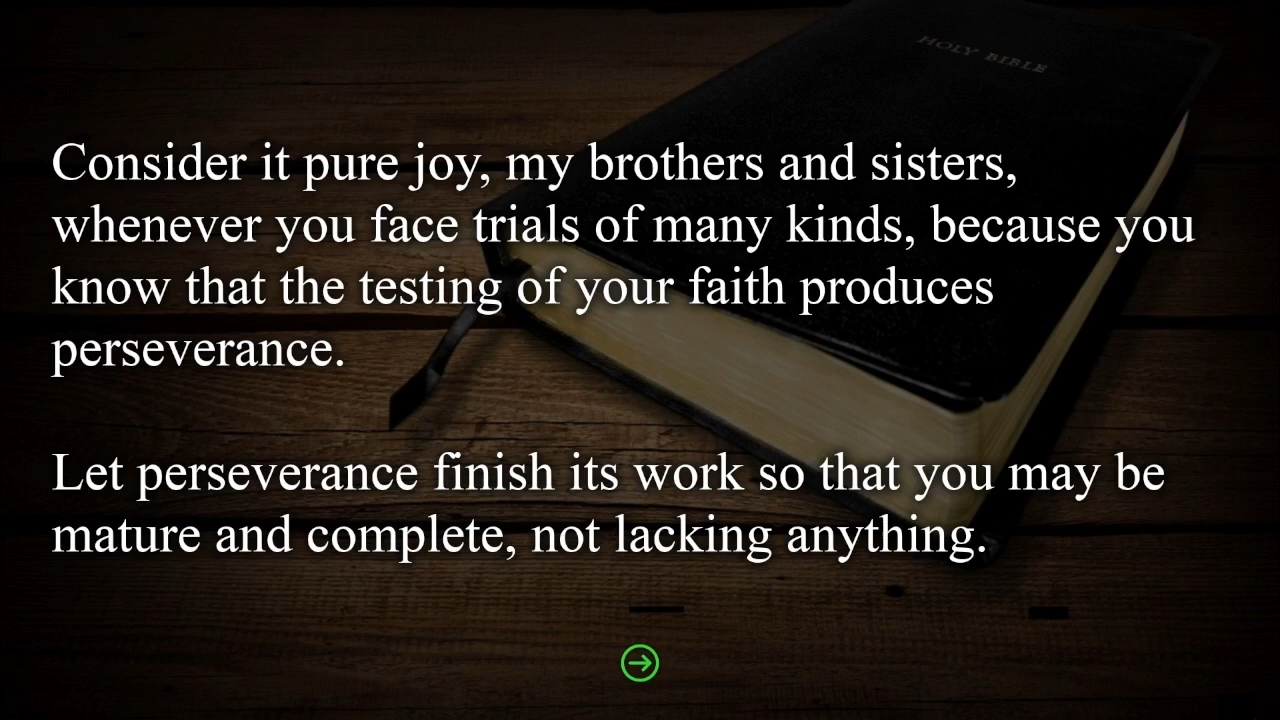 HOLY BIBLE
Consider it pure joy, my brothers and sisters,
whenever you face trials of many kinds, because you
know that the testing of your faith produces
perseverance.
Let perseverance finish its work so that you may be
mature and complete, not lacking anything.